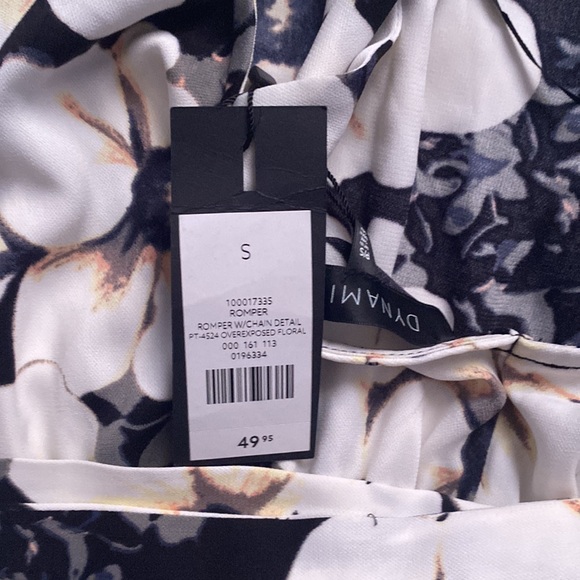 S
100017335
ROMPER
ROMPER W/CHAIN DETAIL
PT-4524 OVEREXPOSED FLORAL
000 161 113
0196334
49 95
DYNAMI